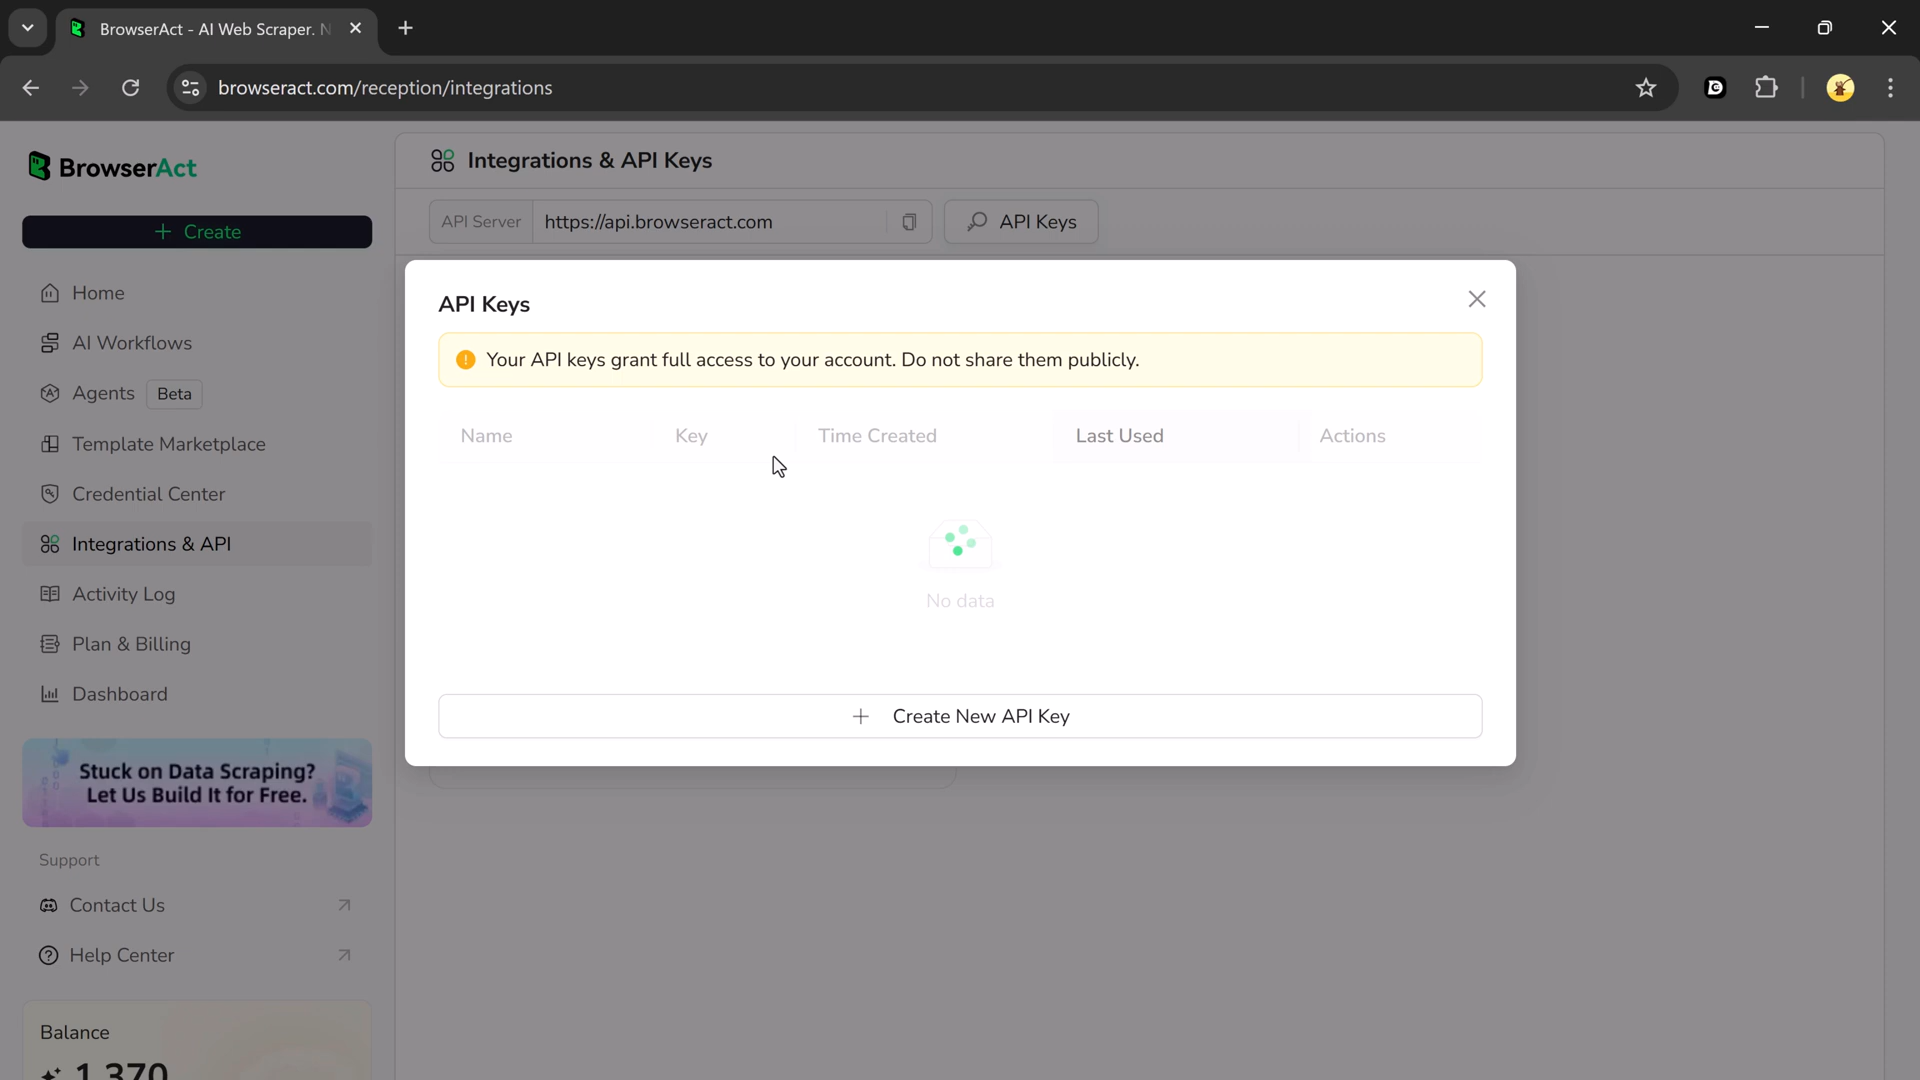 BrowserAct - AI Web Scraper. N
browseract.com/reception/integrations
BrowserAct
Create
Home
AI Workflows
Agents Beta
Template Marketplace
Credential Center
Integrations & API
Activity Log
Plan & Billing
Dashboard
Stuck on Data Scraping?
Let Us Build It for Free.
Support
Contact Us
Help Center
Balance
1,370
Integrations & API Keys
API Server https://api.browseract.com API Keys
API Keys
Your API keys grant full access to your account. Do not share them publicly.
Name Key Time Created Last Used Actions
No data
Create New API Key